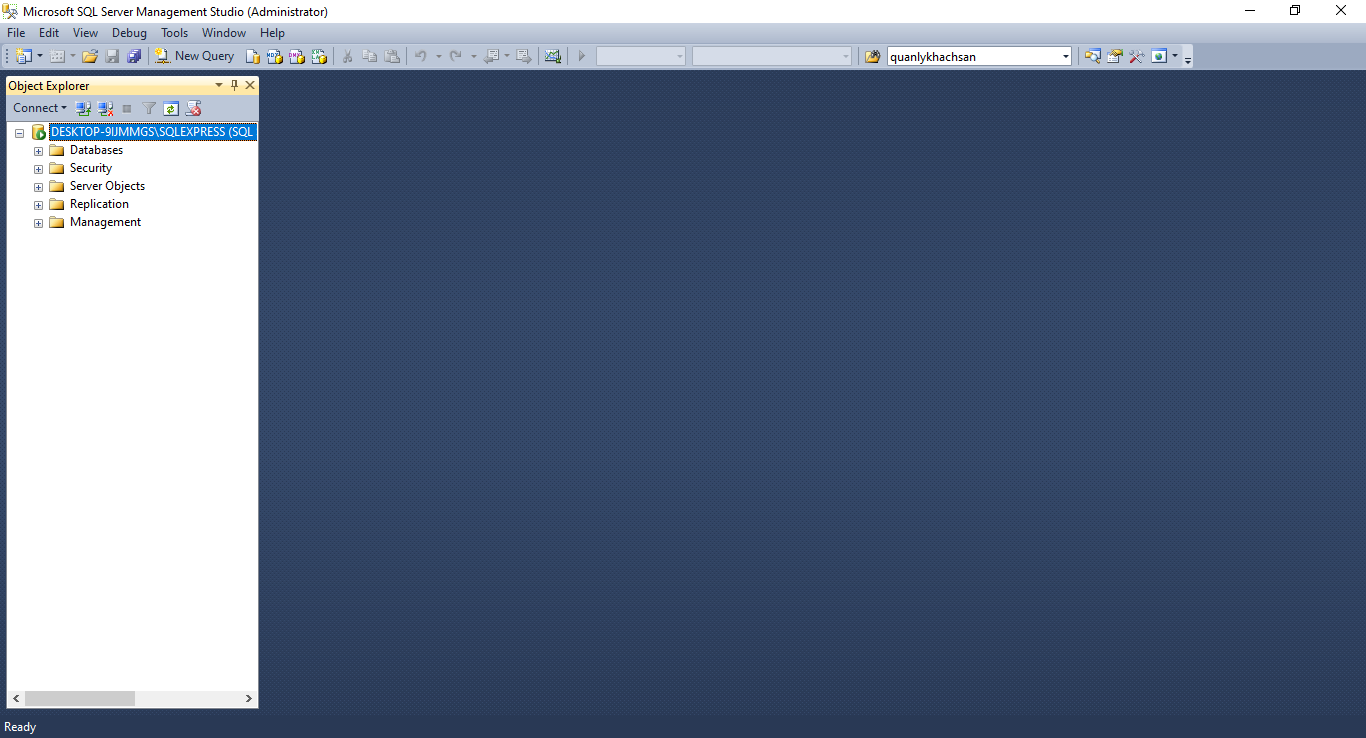 Microsoft SQL Server Management Studio (Administrator)
File Edit View Debug Tools Window Help
New Query
quanlykhachsan
Object Explorer
Connect
DESKTOP-9IJMMGS\SQLEXPRESS (SQL
Databases
Security
Server Objects
Replication
Management
Ready